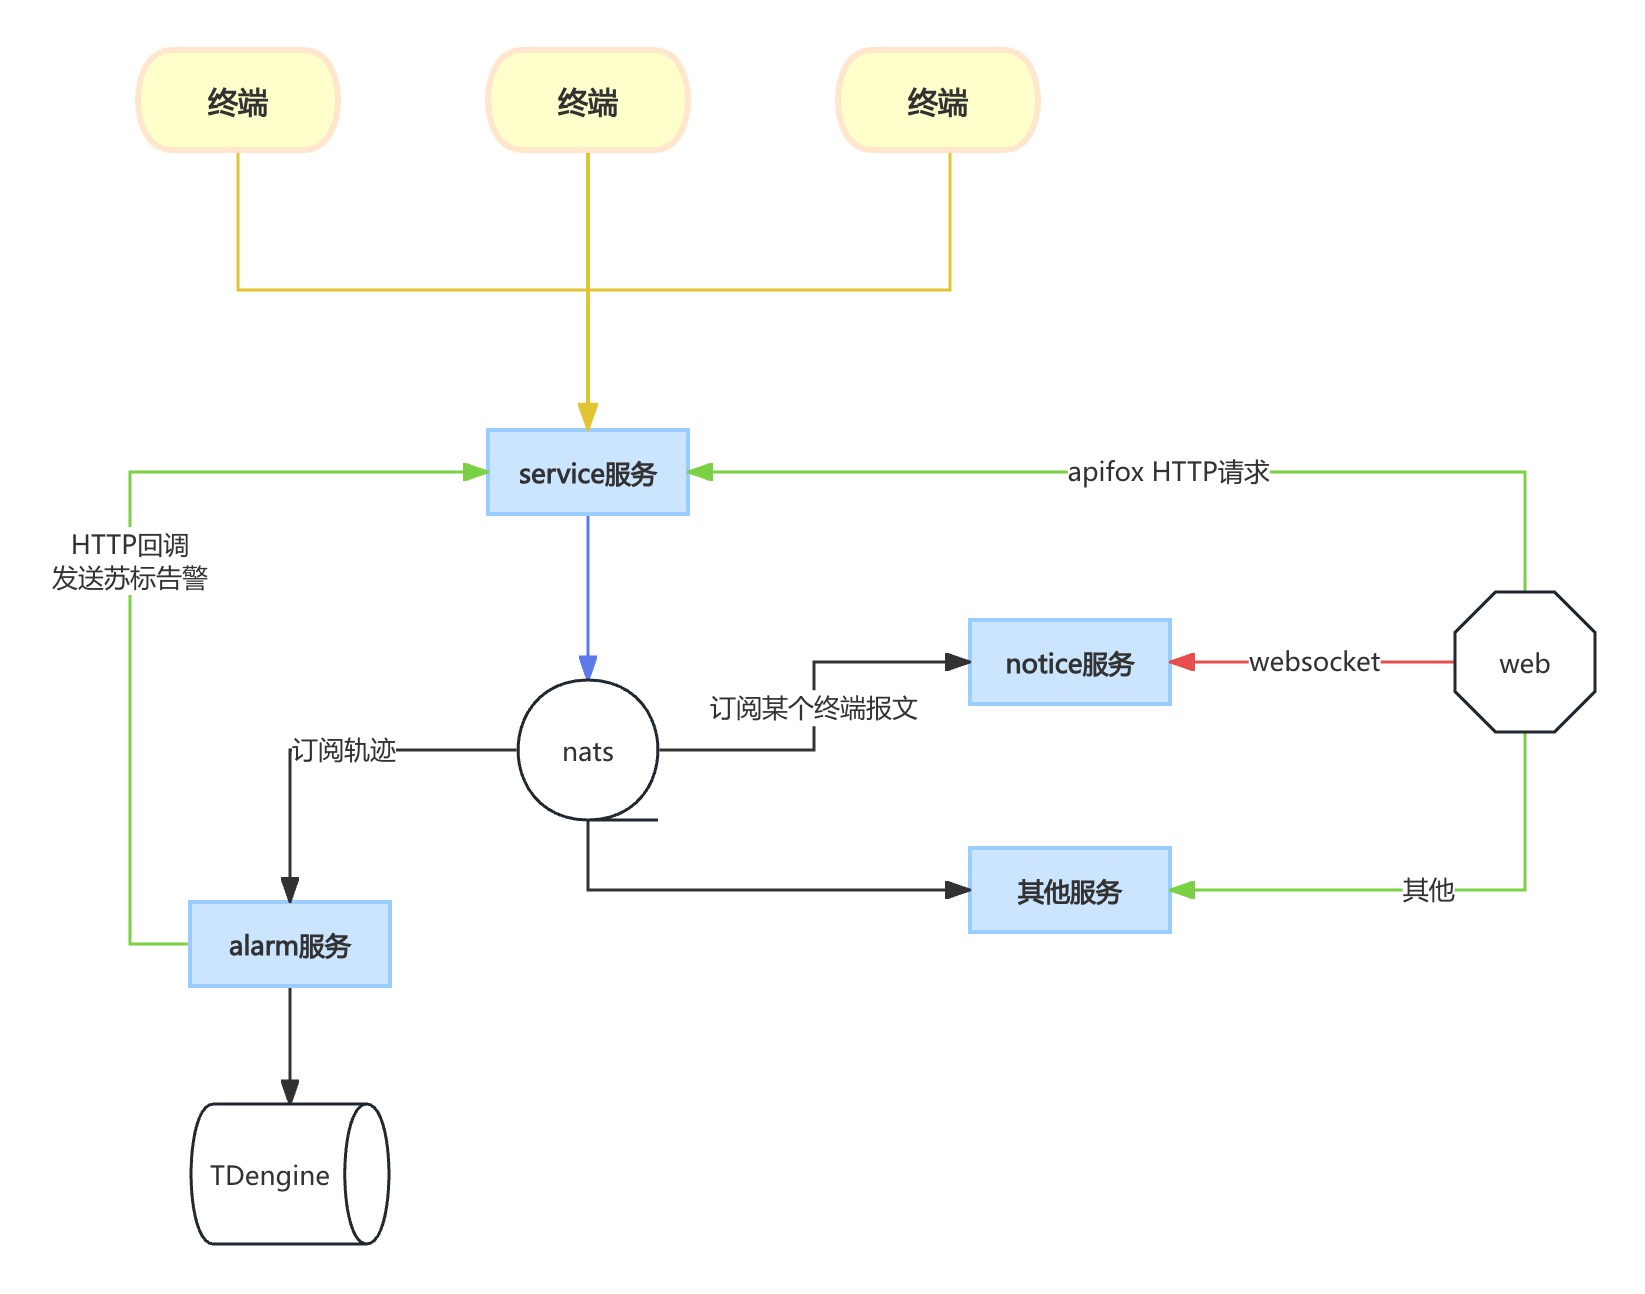 终端
终端
终端
service服务
apifox HTTP请求
HTTP回调
发送苏标告警
notice服务
websocket
web
订阅某个终端报文
订阅轨迹
nats
其他服务
其他
alarm服务
TDengine